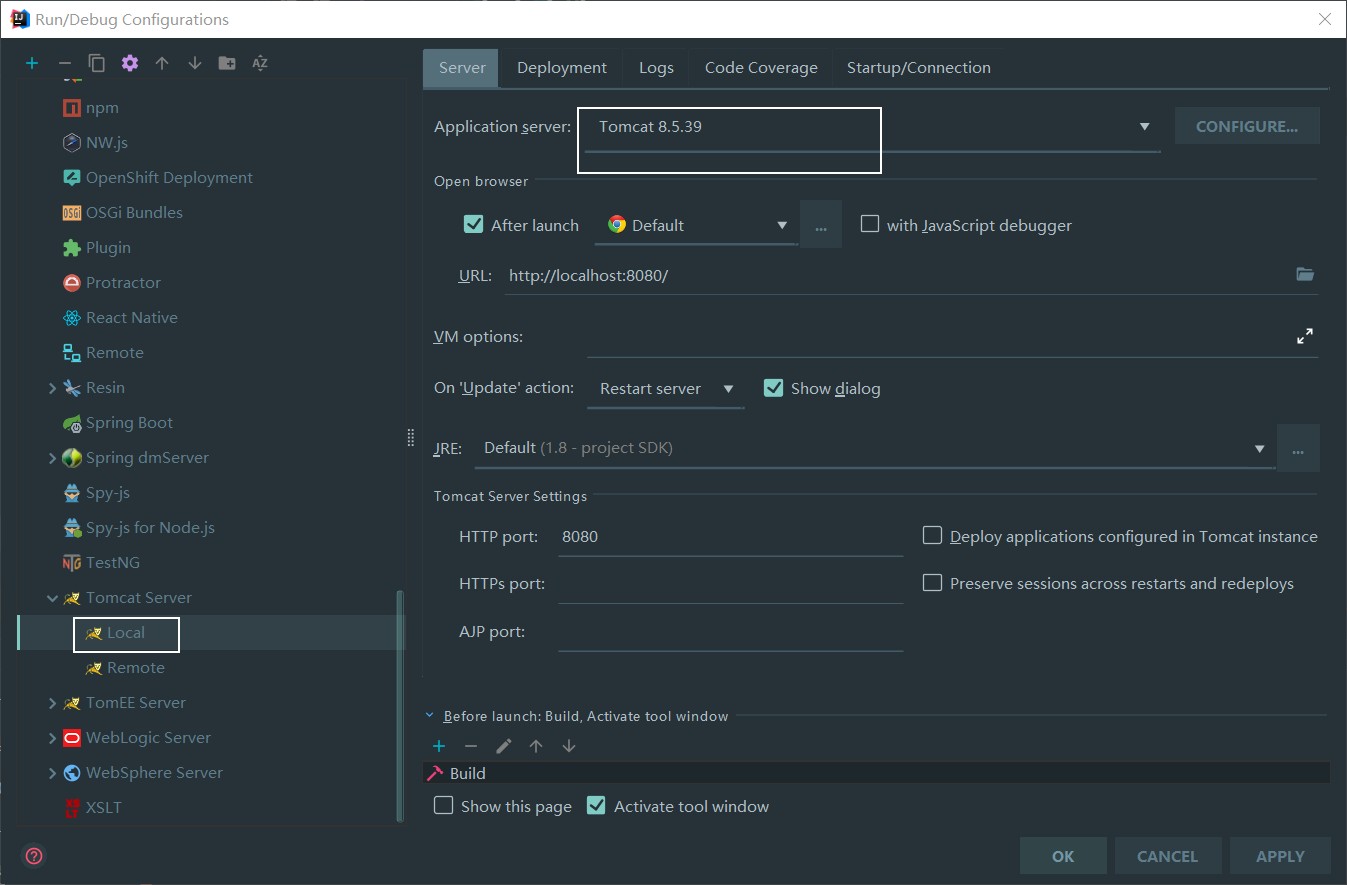 Run/Debug Configurations
npm
NW.js
OpenShift Deployment
OSGi Bundles
Plugin
Protractor
React Native
Remote
Resin
Spring Boot
Spring dmServer
Spy-js
Spy-js for Node.js
TestNG
Tomcat Server
Local
Remote
TomEE Server
WebLogic Server
WebSphere Server
XSLT
Server Deployment Logs Code Coverage Startup/Connection
Application server: Tomcat 8.5.39 CONFIGURE...
Open browser
After launch Default ... with JavaScript debugger
URL: http://localhost:8080/
VM options:
On 'Update' action: Restart server Show dialog
JRE: Default (1.8 - project SDK) ...
Tomcat Server Settings
HTTP port: 8080 Deploy applications configured in Tomcat instance
HTTPs port: Preserve sessions across restarts and redeploys
AJP port:
Before launch: Build, Activate tool window
Build
Show this page Activate tool window
? OK CANCEL APPLY